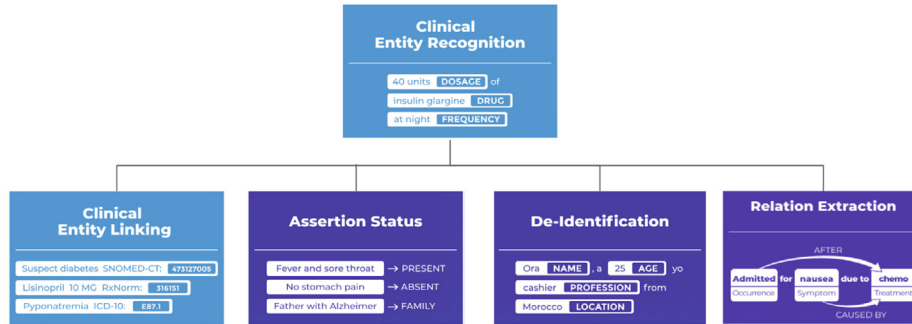 Clinical
Entity Recognition
40 units DOSAGE of
insulin glargine DRUG
at night FREQUENCY
Clinical
Entity Linking
Suspect diabetes SNOMED-CT: 473127005
Lisinopril 10 MG RxNorm: 316151
Pyponatremia ICD-10: E87.1
Assertion Status
Fever and sore throat → PRESENT
No stomach pain → ABSENT
Father with Alzheimer → FAMILY
De-Identification
Ora NAME , a 25 AGE yo
cashier PROFESSION from
Morocco LOCATION
Relation Extraction
AFTER
Admitted for nausea due to chemo
Occurrence Symptom Treatment
CAUSED BY